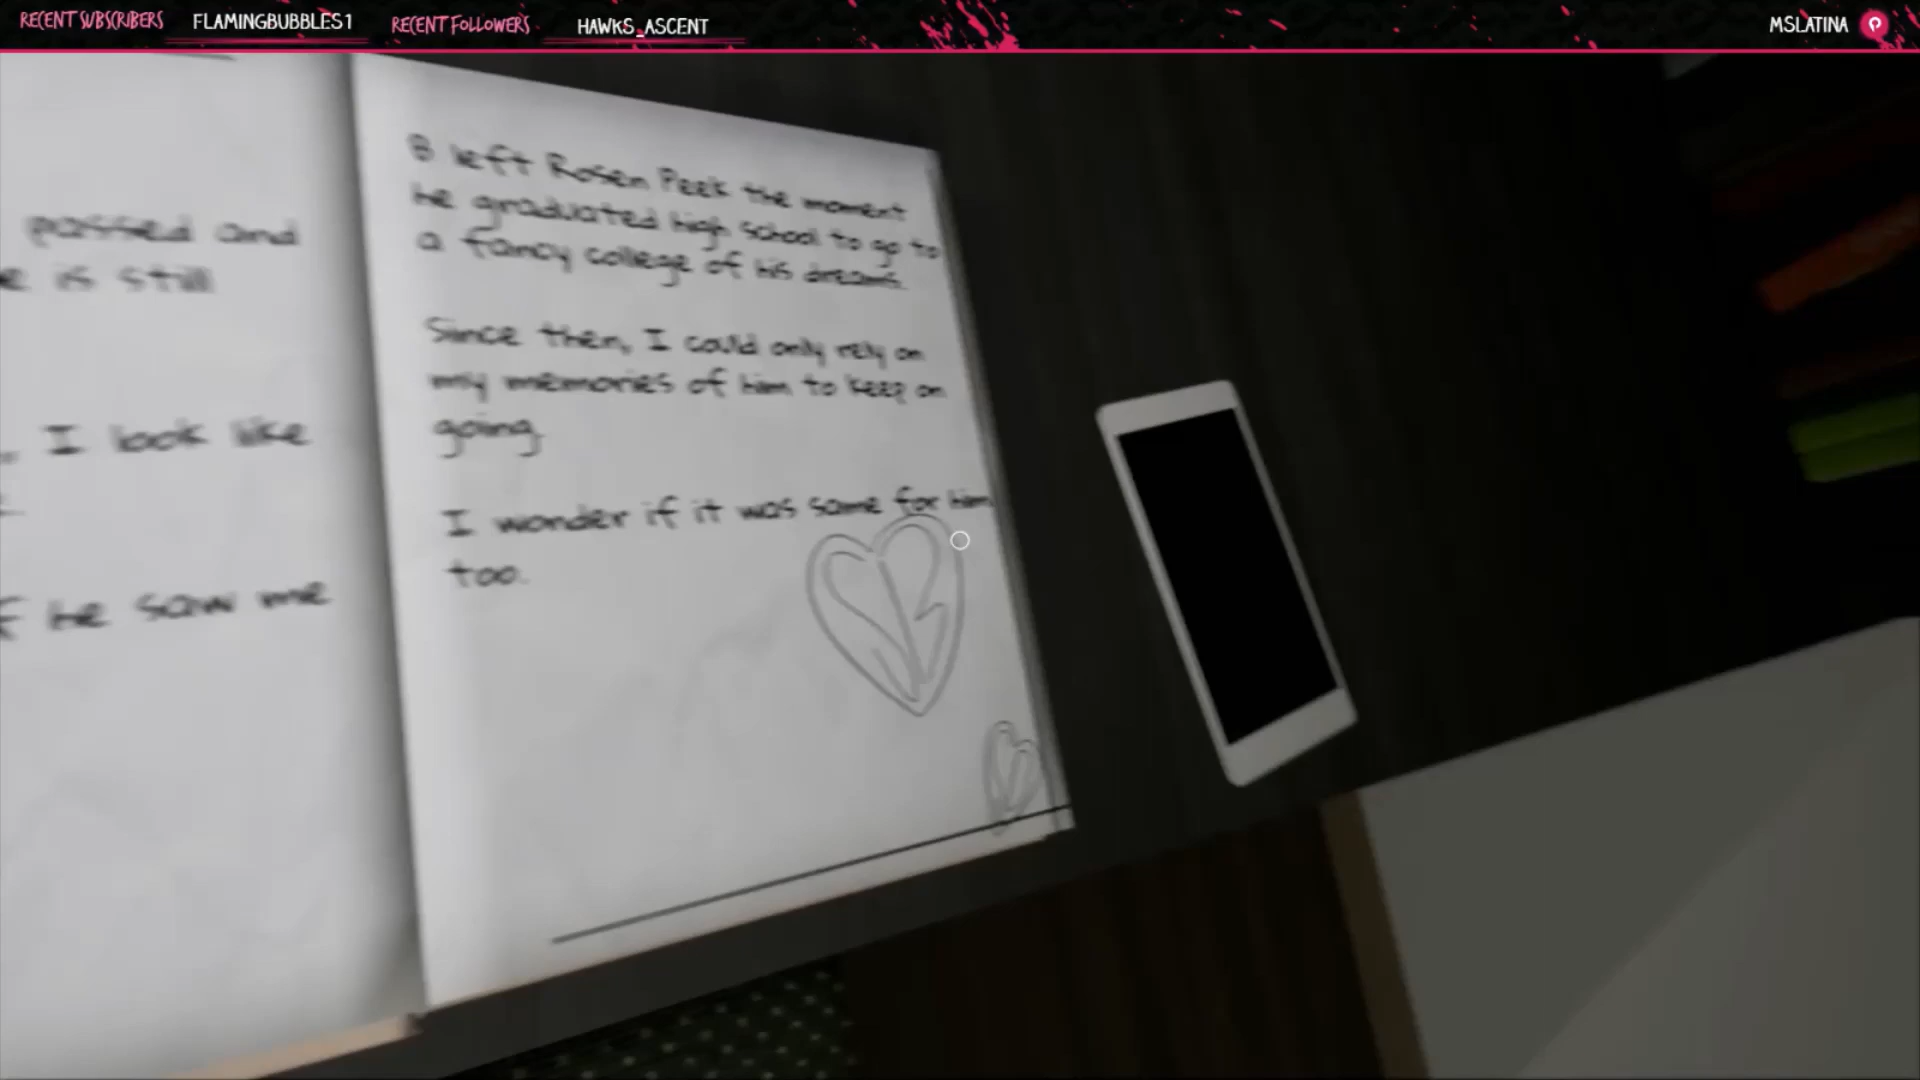 RECENT SUBSCRIBERS FLAMINGBUBBLES1 RECENT FOLLOWERS HAWKS_ASCENT MSLATINA
passed and
is still
I look like
he saw me
B left Rosen Peek the moment
he graduated high school to go to
a fancy college of his dreams.
Since then, I could only rely on
my memories of him to keep on
going.
I wonder if it was same for him
too.